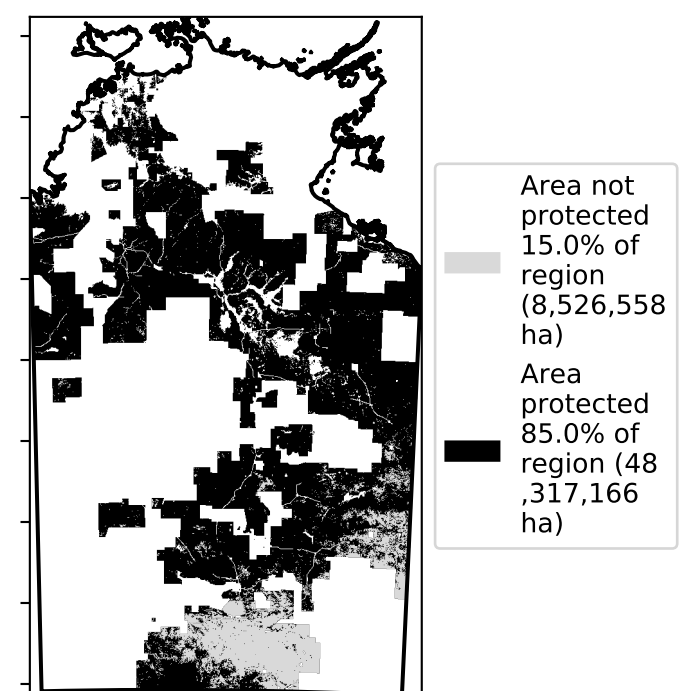 Area not
protected
15.0% of
region
(8,526,558
ha)
Area
protected
85.0% of
region (48
,317,166
ha)